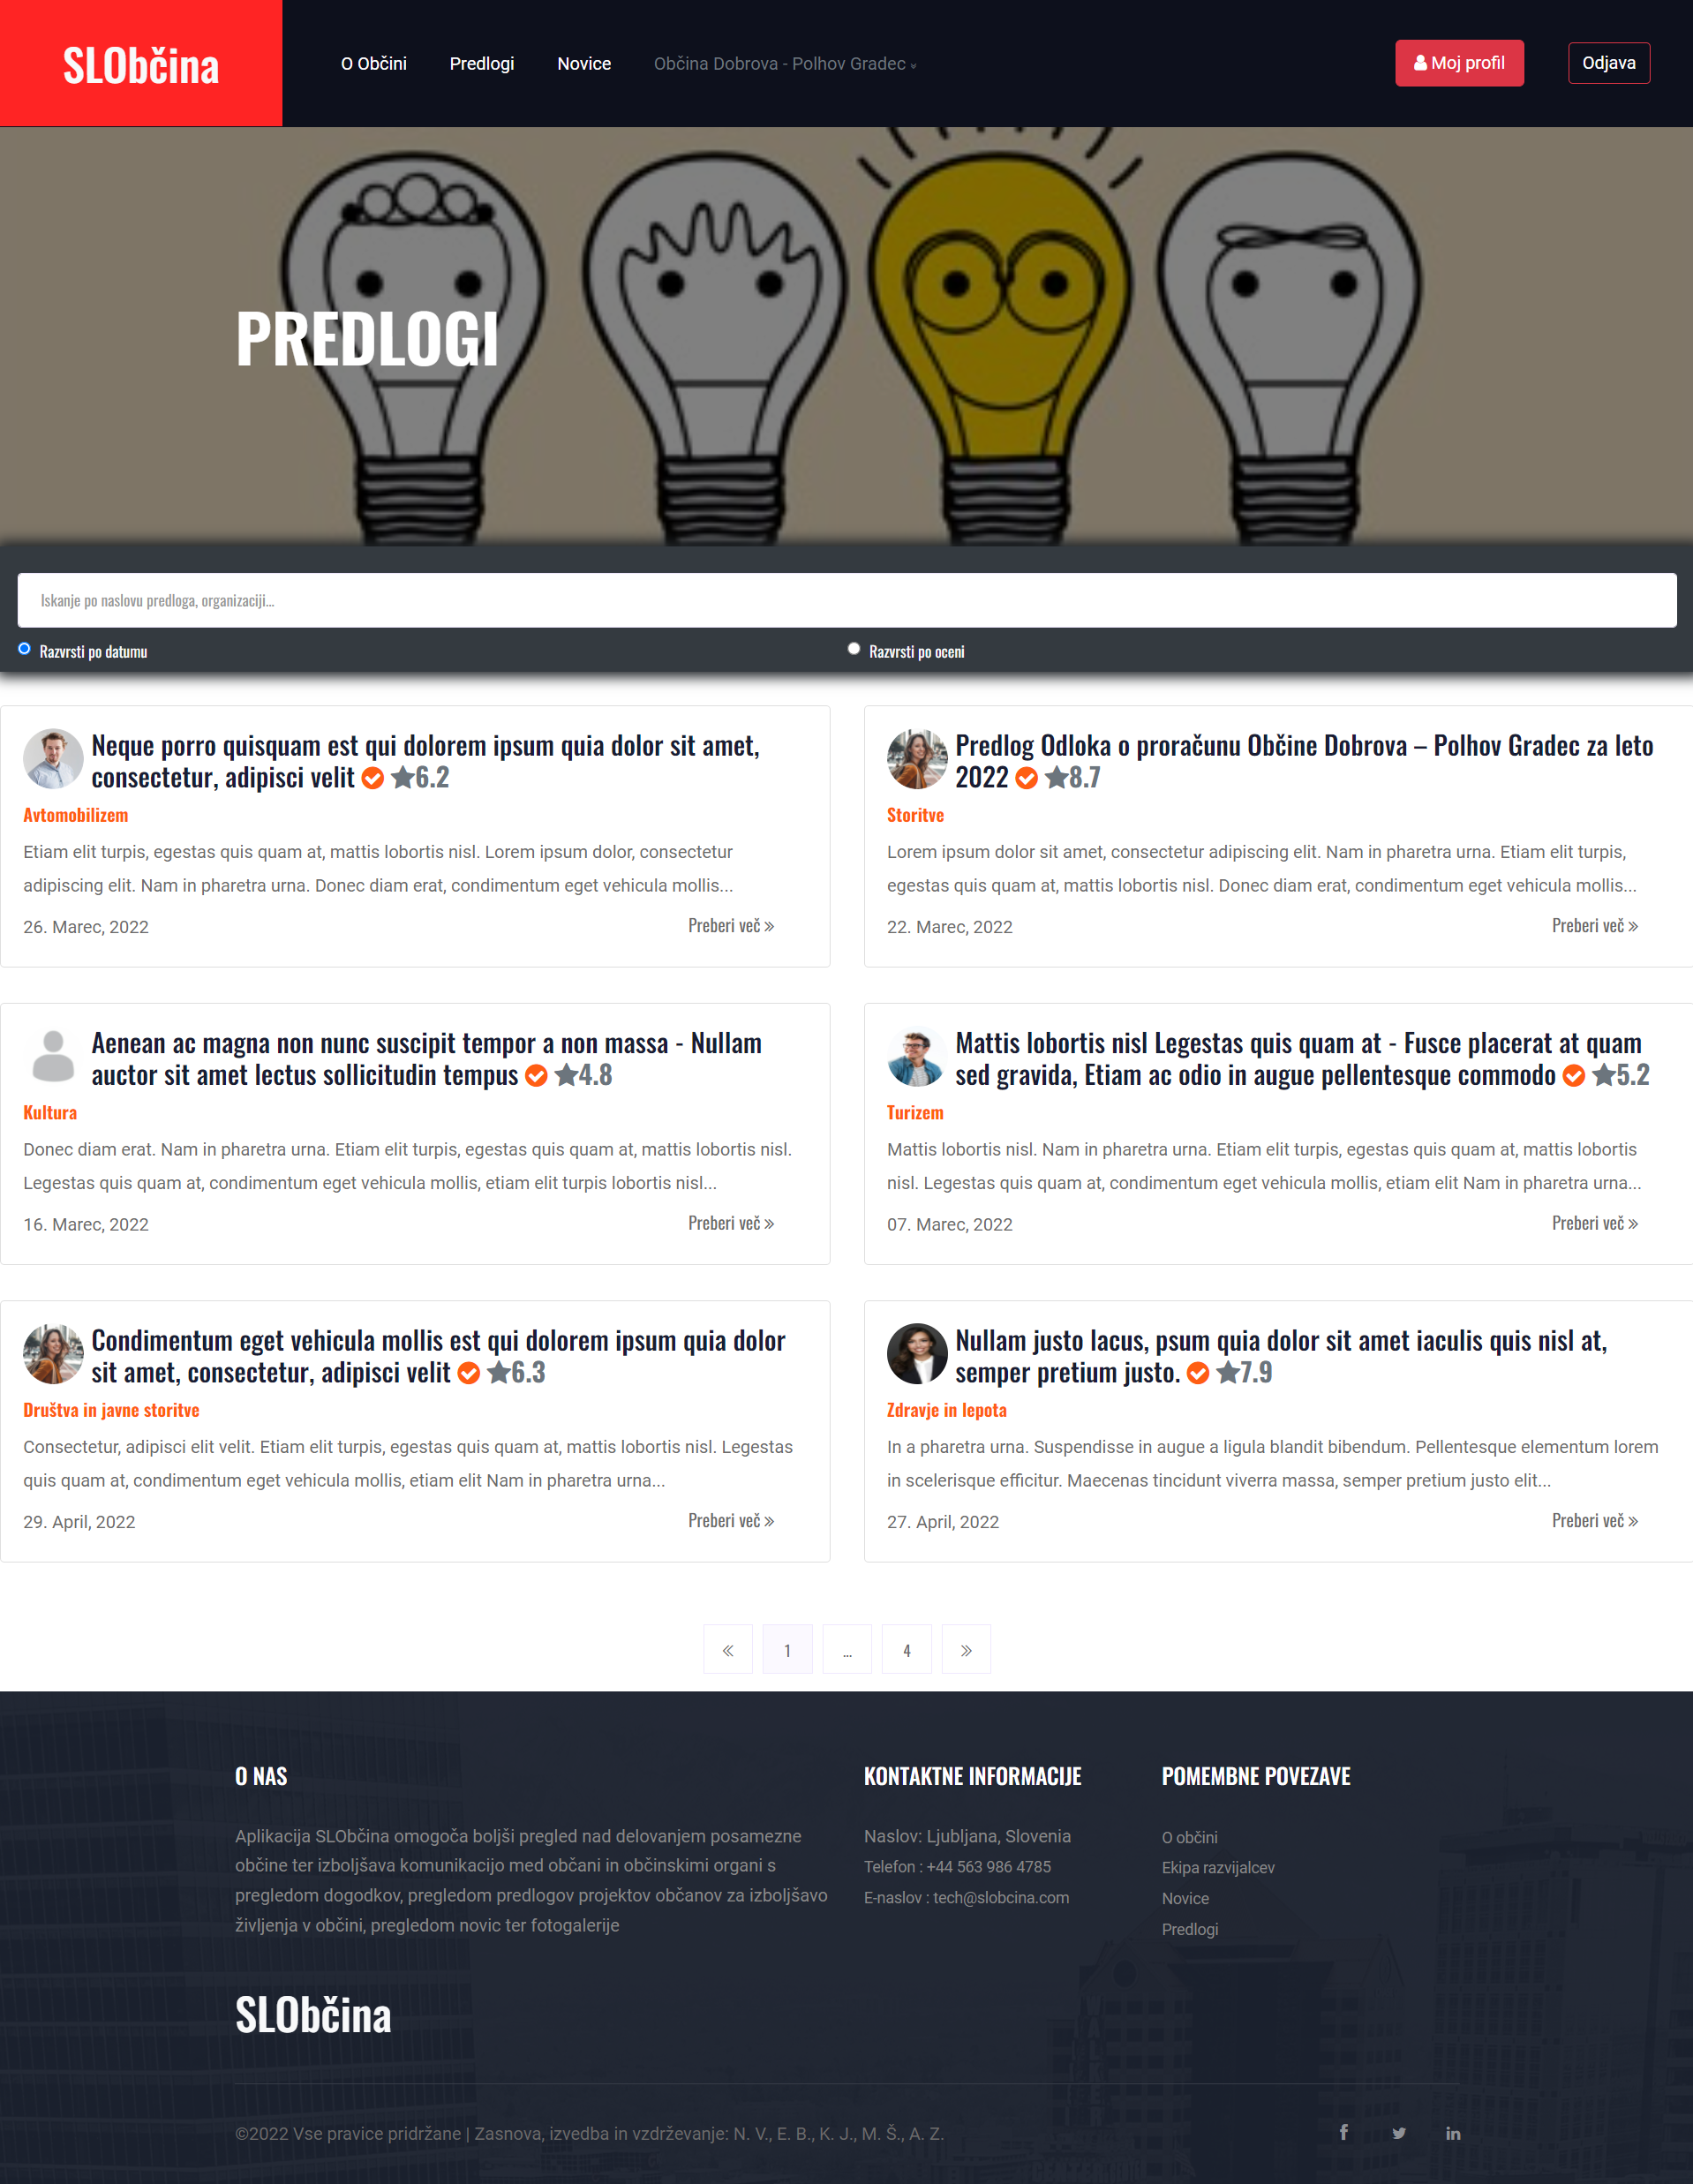 SLObčina
O Občini
Predlogi
Novice
Občina Dobrova - Polhov Gradec
Moj profil
Odjava
PREDLOGI
Iskanje po naslovu predloga, organizaciji...
Razvrsti po datumu
Razvrsti po oceni
Neque porro quisquam est qui dolorem ipsum quia dolor sit amet,
consectetur, adipisci velit 6.2
Avtomobilizem
Etiam elit turpis, egestas quis quam at, mattis lobortis nisl. Lorem ipsum dolor, consectetur
adipiscing elit. Nam in pharetra urna. Donec diam erat, condimentum eget vehicula mollis...
26. Marec, 2022
Preberi več »
Predlog Odloka o proračunu Občine Dobrova – Polhov Gradec za leto
2022 8.7
Storitve
Lorem ipsum dolor sit amet, consectetur adipiscing elit. Nam in pharetra urna. Etiam elit turpis,
egestas quis quam at, mattis lobortis nisl. Donec diam erat, condimentum eget vehicula mollis...
22. Marec, 2022
Preberi več »
Aenean ac magna non nunc suscipit tempor a non massa - Nullam
auctor sit amet lectus sollicitudin tempus 4.8
Kultura
Donec diam erat. Nam in pharetra urna. Etiam elit turpis, egestas quis quam at, mattis lobortis nisl.
Legestas quis quam at, condimentum eget vehicula mollis, etiam elit turpis lobortis nisl...
16. Marec, 2022
Preberi več »
Mattis lobortis nisl Legestas quis quam at - Fusce placerat at quam
sed gravida, Etiam ac odio in augue pellentesque commodo 5.2
Turizem
Mattis lobortis nisl. Nam in pharetra urna. Etiam elit turpis, egestas quis quam at, mattis lobortis
nisl. Legestas quis quam at, condimentum eget vehicula mollis, etiam elit Nam in pharetra urna...
07. Marec, 2022
Preberi več »
Condimentum eget vehicula mollis est qui dolorem ipsum quia dolor
sit amet, consectetur, adipisci velit 6.3
Društva in javne storitve
Consectetur, adipisci elit velit. Etiam elit turpis, egestas quis quam at, mattis lobortis nisl. Legestas
quis quam at, condimentum eget vehicula mollis, etiam elit Nam in pharetra urna...
29. April, 2022
Preberi več »
Nullam justo lacus, psum quia dolor sit amet iaculis quis nisl at,
semper pretium justo. 7.9
Zdravje in lepota
In a pharetra urna. Suspendisse in augue a ligula blandit bibendum. Pellentesque elementum lorem
in scelerisque efficitur. Maecenas tincidunt viverra massa, semper pretium justo elit...
27. April, 2022
Preberi več »
« 1 ... 4 »
O NAS
Aplikacija SLObčina omogoča boljši pregled nad delovanjem posamezne
občine ter izboljšava komunikacijo med občani in občinskimi organi s
pregledom dogodkov, pregledom predlogov projektov občanov za izboljšavo
življenja v občini, pregledom novic ter fotogalerije
SLObčina
KONTAKTNE INFORMACIJE
Naslov: Ljubljana, Slovenia
Telefon : +44 563 986 4785
E-naslov : tech@slobcina.com
POMEMBNE POVEZAVE
O občini
Ekipa razvijalcev
Novice
Predlogi
©2022 Vse pravice pridržane | Zasnova, izvedba in vzdrževanje: N. V., E. B., K. J., M. Š., A. Z.